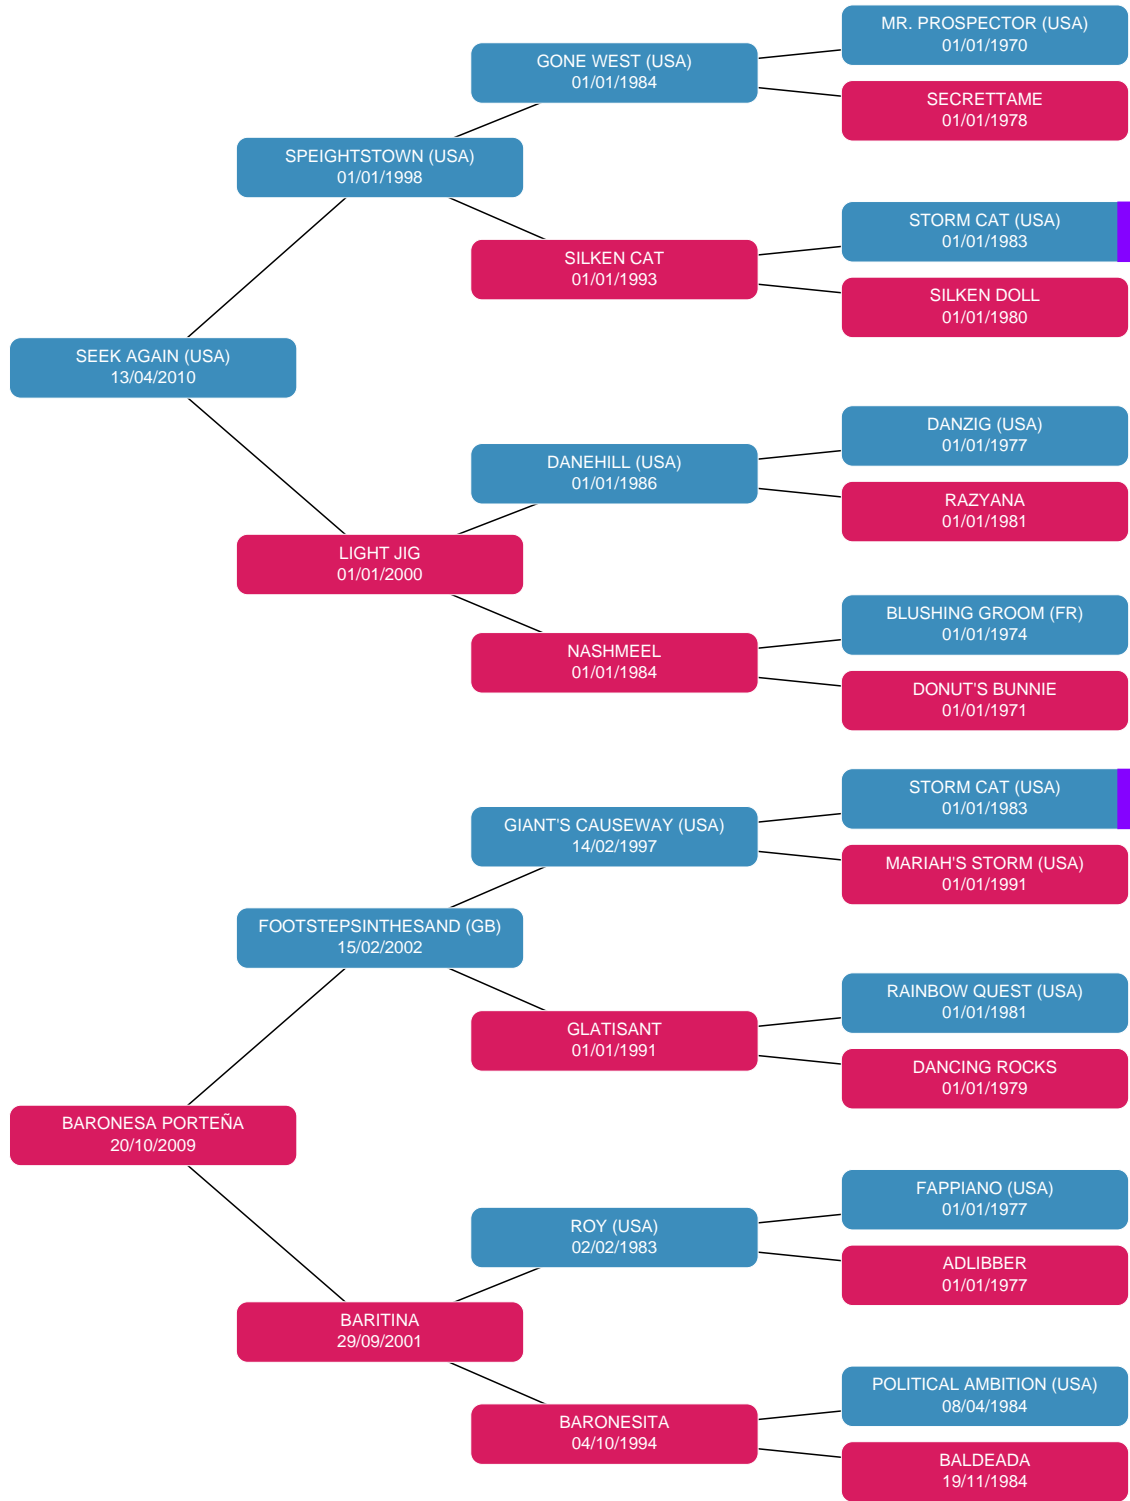 MR. PROSPECTOR (USA)
01/01/1970
GONE WEST (USA)
01/01/1984
SECRETTAME
01/01/1978
SPEIGHTSTOWN (USA)
01/01/1998
STORM CAT (USA)
01/01/1983
SILKEN CAT
01/01/1993
SILKEN DOLL
01/01/1980
SEEK AGAIN (USA)
13/04/2010
DANZIG (USA)
01/01/1977
DANEHILL (USA)
01/01/1986
RAZYANA
01/01/1981
LIGHT JIG
01/01/2000
BLUSHING GROOM (FR)
01/01/1974
NASHMEEL
01/01/1984
DONUT'S BUNNIE
01/01/1971
STORM CAT (USA)
01/01/1983
GIANT'S CAUSEWAY (USA)
14/02/1997
MARIAH'S STORM (USA)
01/01/1991
FOOTSTEPSINTHESAND (GB)
15/02/2002
RAINBOW QUEST (USA)
01/01/1981
GLATISANT
01/01/1991
DANCING ROCKS
01/01/1979
BARONESA PORTEÑA
20/10/2009
FAPPIANO (USA)
01/01/1977
ROY (USA)
02/02/1983
ADLIBBER
01/01/1977
BARITINA
29/09/2001
POLITICAL AMBITION (USA)
08/04/1984
BARONESITA
04/10/1994
BALDEADA
19/11/1984